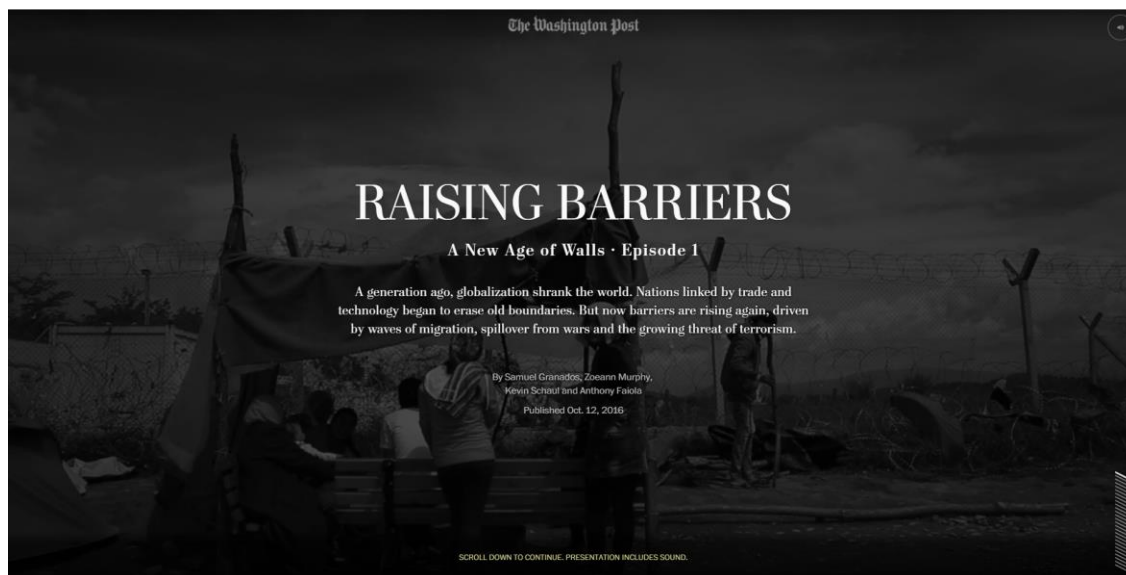 The Washington Post
RAISING BARRIERS
A New Age of Walls · Episode 1
A generation ago, globalization shrank the world. Nations linked by trade and
technology began to erase old boundaries. But now barriers are rising again, driven
by waves of migration, spillover from wars and the growing threat of terrorism.
By Samuel Granados, Zoeann Murphy,
Kevin Schaul and Anthony Faiola
Published Oct. 12, 2016
SCROLL DOWN TO CONTINUE. PRESENTATION INCLUDES SOUND.